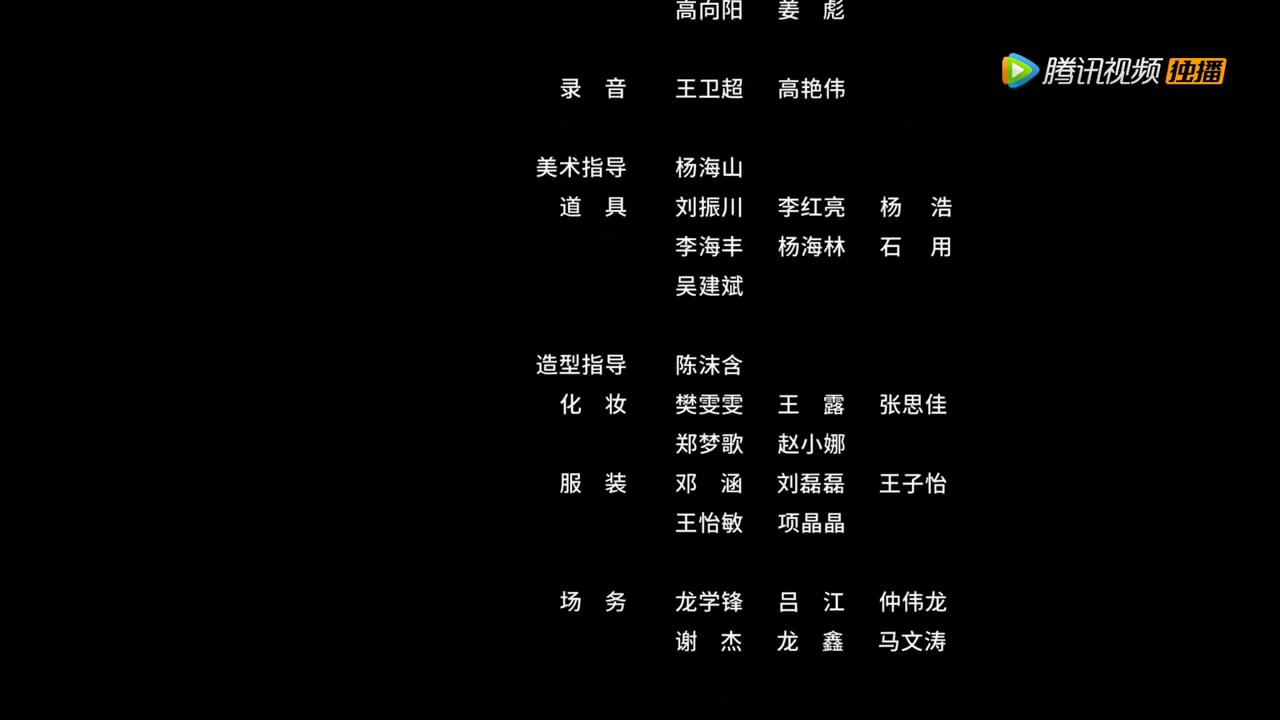 高向阳 姜 彪
腾讯视频 独播
录 音 王卫超 高艳伟
美术指导 杨海山
道 具 刘振川 李红亮 杨 浩
李海丰 杨海林 石 用
吴建斌
造型指导 陈沫含
化 妆 樊雯雯 王 露 张思佳
郑梦歌 赵小娜
服 装 邓 涵 刘磊磊 王子怡
王怡敏 项晶晶
场 务 龙学锋 吕 江 仲伟龙
谢 杰 龙 鑫 马文涛